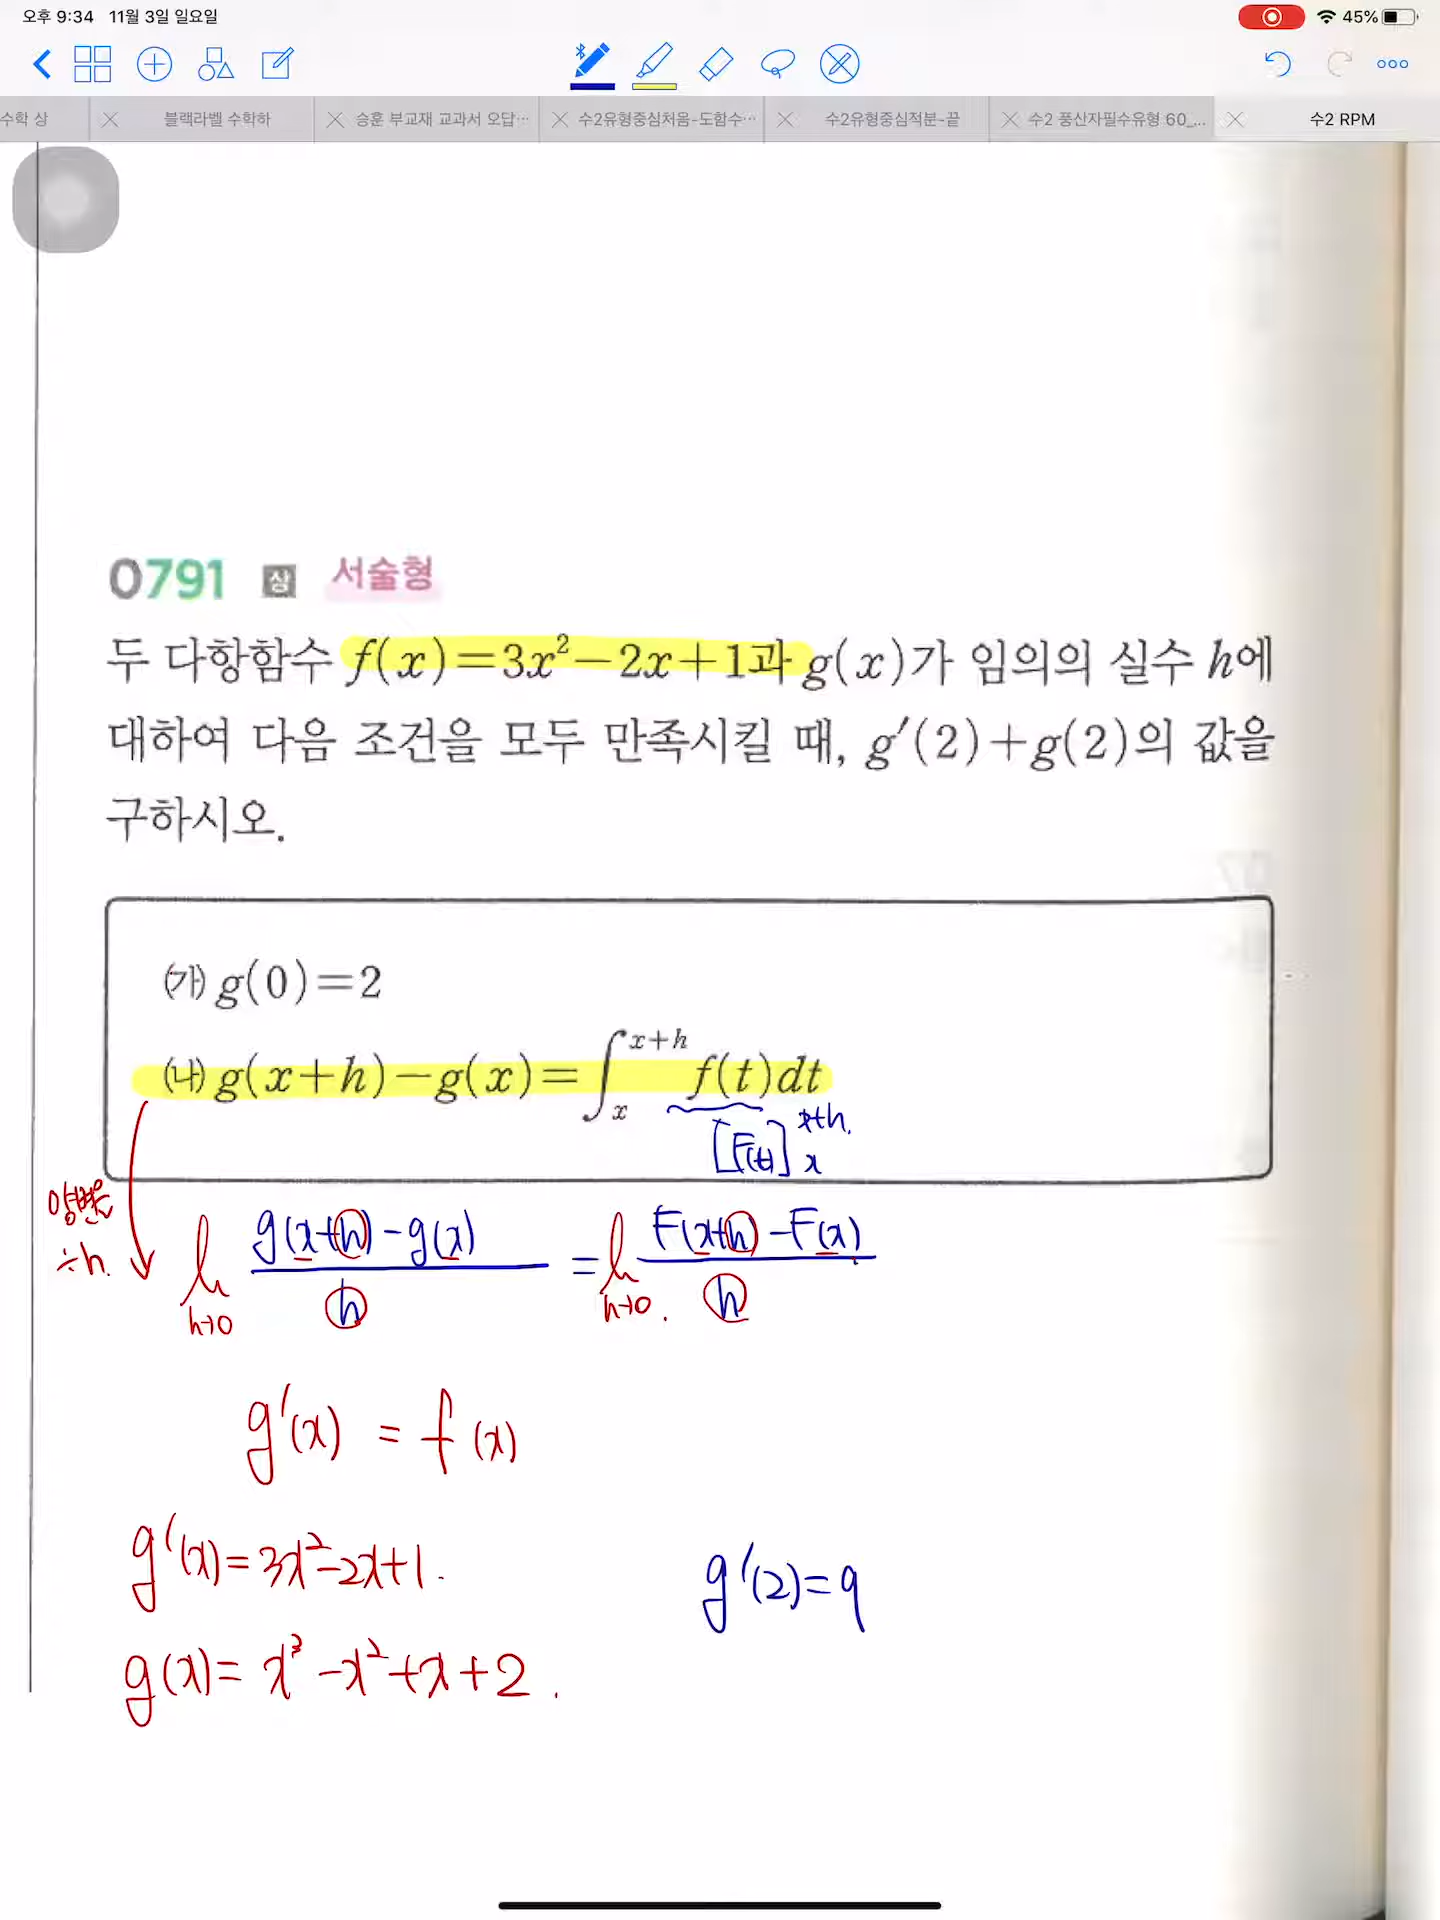 오후 9:34 11월 3일 일요일 45%
수학 상 블랙라벨 수학하 승훈 부교재 교과서 오답… 수2유형중심처음-도함수… 수2유형중심적분-끝 수2 풍산자필수유형 60_... 수2 RPM
0791 상 서술형
두 다항함수 f(x)=3x²-2x+1과 g(x)가 임의의 실수 h에
대하여 다음 조건을 모두 만족시킬 때, g′(2)+g(2)의 값을
구하시오.
(가) g(0)=2
(나) g(x+h)-g(x)=∫ₓˣ⁺ʰ f(t)dt
[F(t)]ₓˣ⁺ʰ
양변을 ÷h.
lim h→0 (g(x+h)-g(x))/h = lim h→0 (F(x+h)-F(x))/h
g′(x) = f(x)
g′(x)=3x²-2x+1. g′(2)=9
g(x)= x³-x²+x+2.